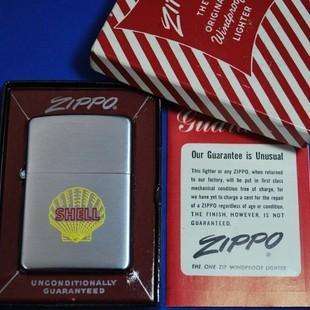 ZIPPO
THE
ORIGINAL
Windproof
LIGHTER
ZIPPO
SHELL
UNCONDITIONALLY
GUARANTEED
Our Guarantee is Unusual
This lighter or any ZIPPO, when returned
to our factory, will be put in first class
mechanical condition free of charge, for
we have yet to charge a cent for the repair
of a ZIPPO regardless of age or condition.
THE FINISH, HOWEVER, IS NOT
GUARANTEED.
ZIPPO
THE ONE ZIP WINDPROOF LIGHTER